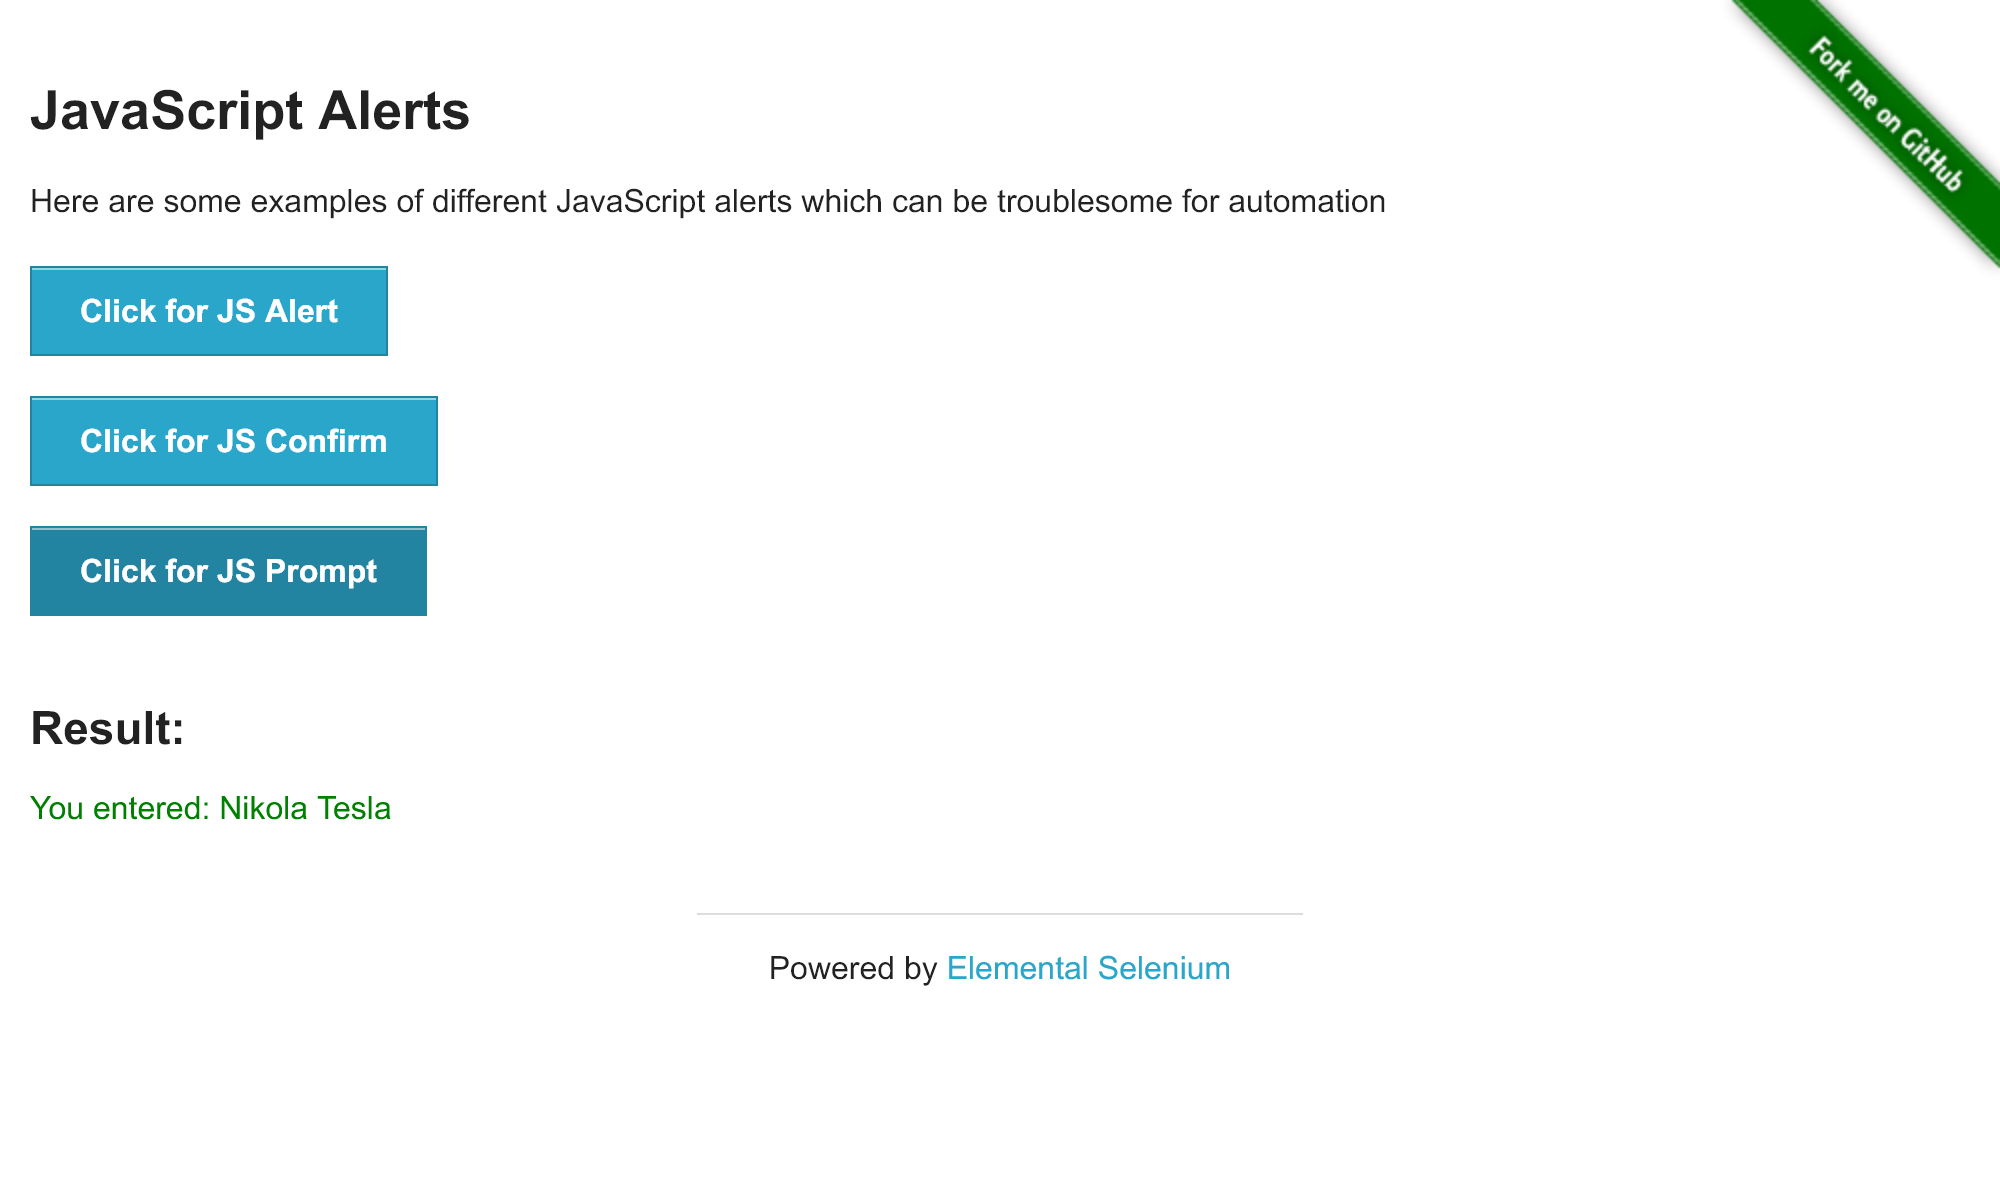 Fork me on GitHub
JavaScript Alerts
Here are some examples of different JavaScript alerts which can be troublesome for automation
Click for JS Alert
Click for JS Confirm
Click for JS Prompt
Result:
You entered: Nikola Tesla
Powered by Elemental Selenium